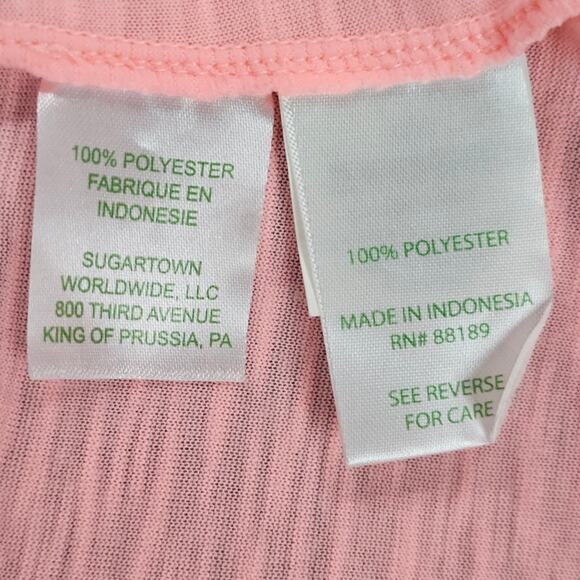 100% POLYESTER
FABRIQUE EN
INDONESIE
SUGARTOWN
WORLDWIDE, LLC
800 THIRD AVENUE
KING OF PRUSSIA, PA
100% POLYESTER
MADE IN INDONESIA
RN# 88189
SEE REVERSE
FOR CARE